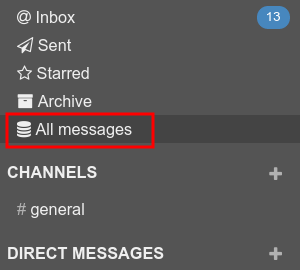 @ Inbox 13
Sent
Starred
Archive
All messages
CHANNELS +
# general
DIRECT MESSAGES +